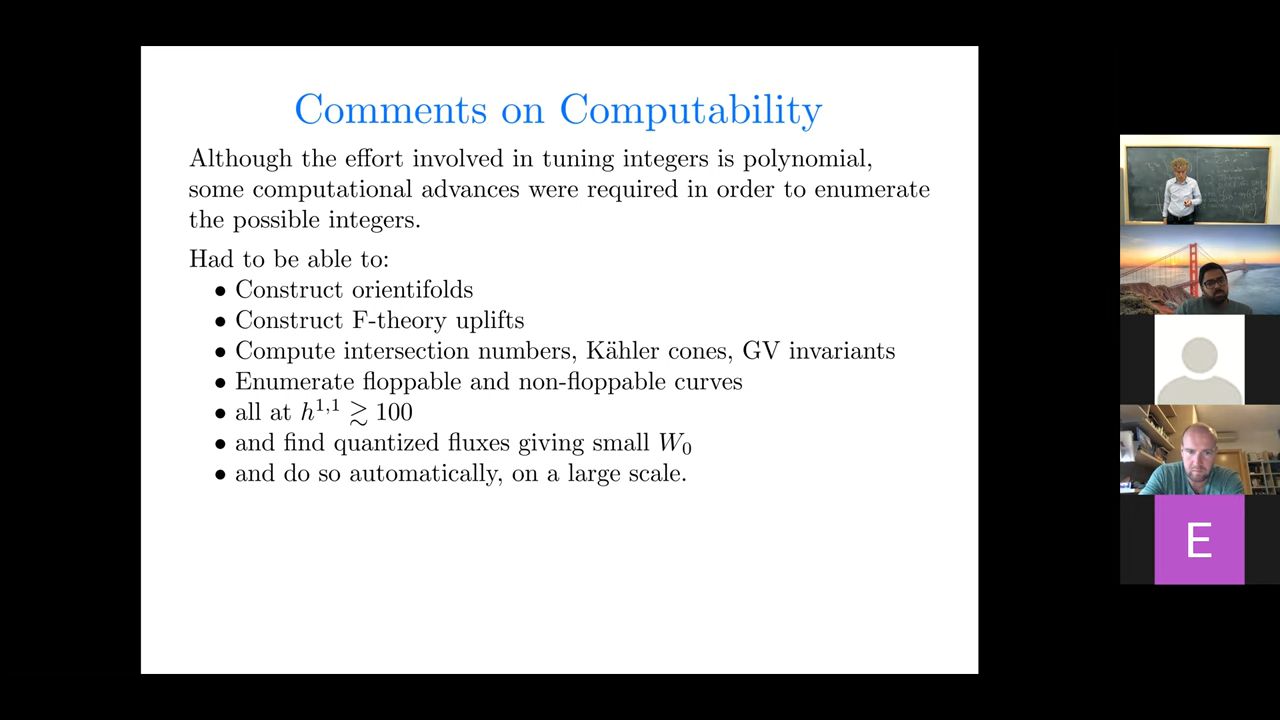 Comments on Computability
Although the effort involved in tuning integers is polynomial,
some computational advances were required in order to enumerate
the possible integers.
Had to be able to:
• Construct orientifolds
• Construct F-theory uplifts
• Compute intersection numbers, Kähler cones, GV invariants
• Enumerate floppable and non-floppable curves
• all at h^{1,1} ≳ 100
• and find quantized fluxes giving small W_0
• and do so automatically, on a large scale.
E